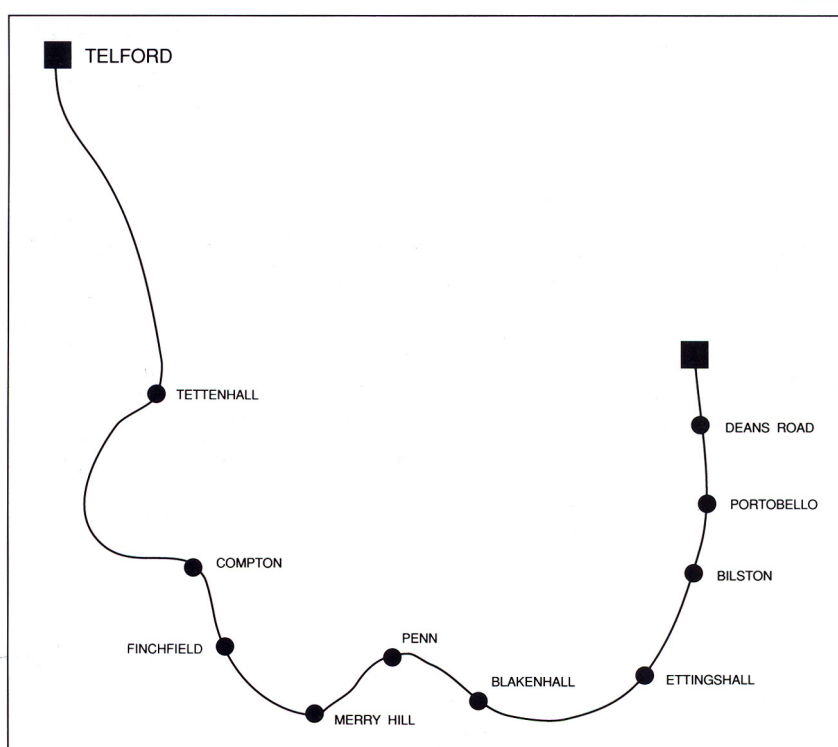 TELFORD
TETTENHALL
DEANS ROAD
PORTOBELLO
COMPTON
BILSTON
FINCHFIELD
PENN
BLAKENHALL
ETTINGSHALL
MERRY HILL